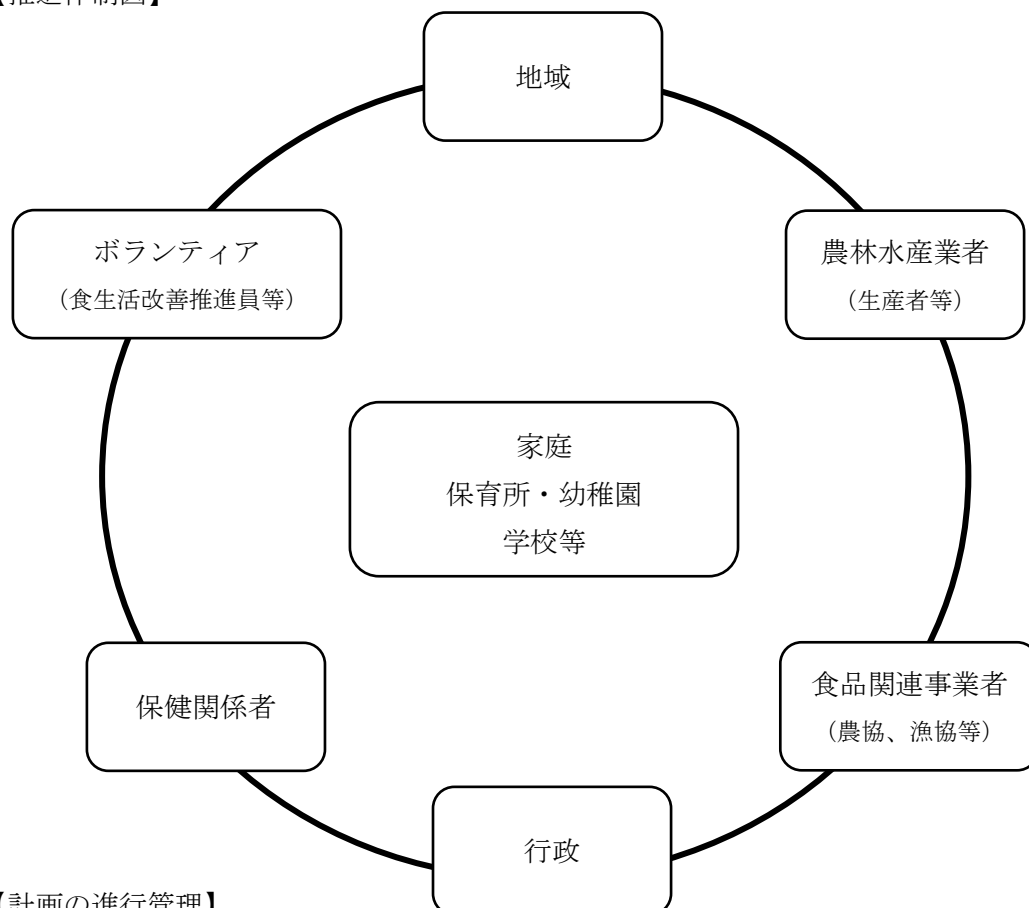 【推進体制図】
地域
ボランティア
（食生活改善推進員等）
農林水産業者
（生産者等）
家庭
保育所・幼稚園
学校等
保健関係者
食品関連事業者
（農協、漁協等）
行政
【計画の進行管理】